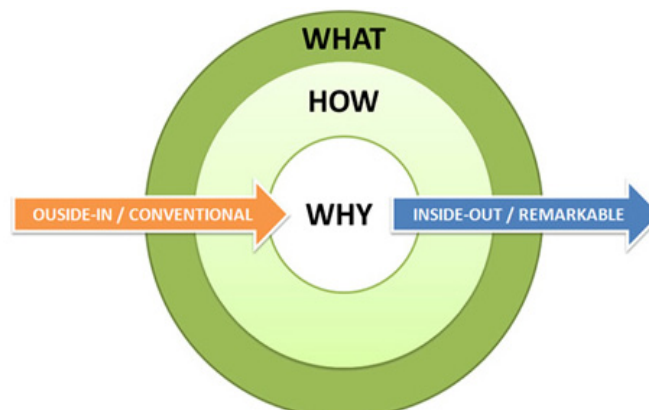 WHAT
HOW
OUSIDE-IN / CONVENTIONAL
WHY
INSIDE-OUT / REMARKABLE